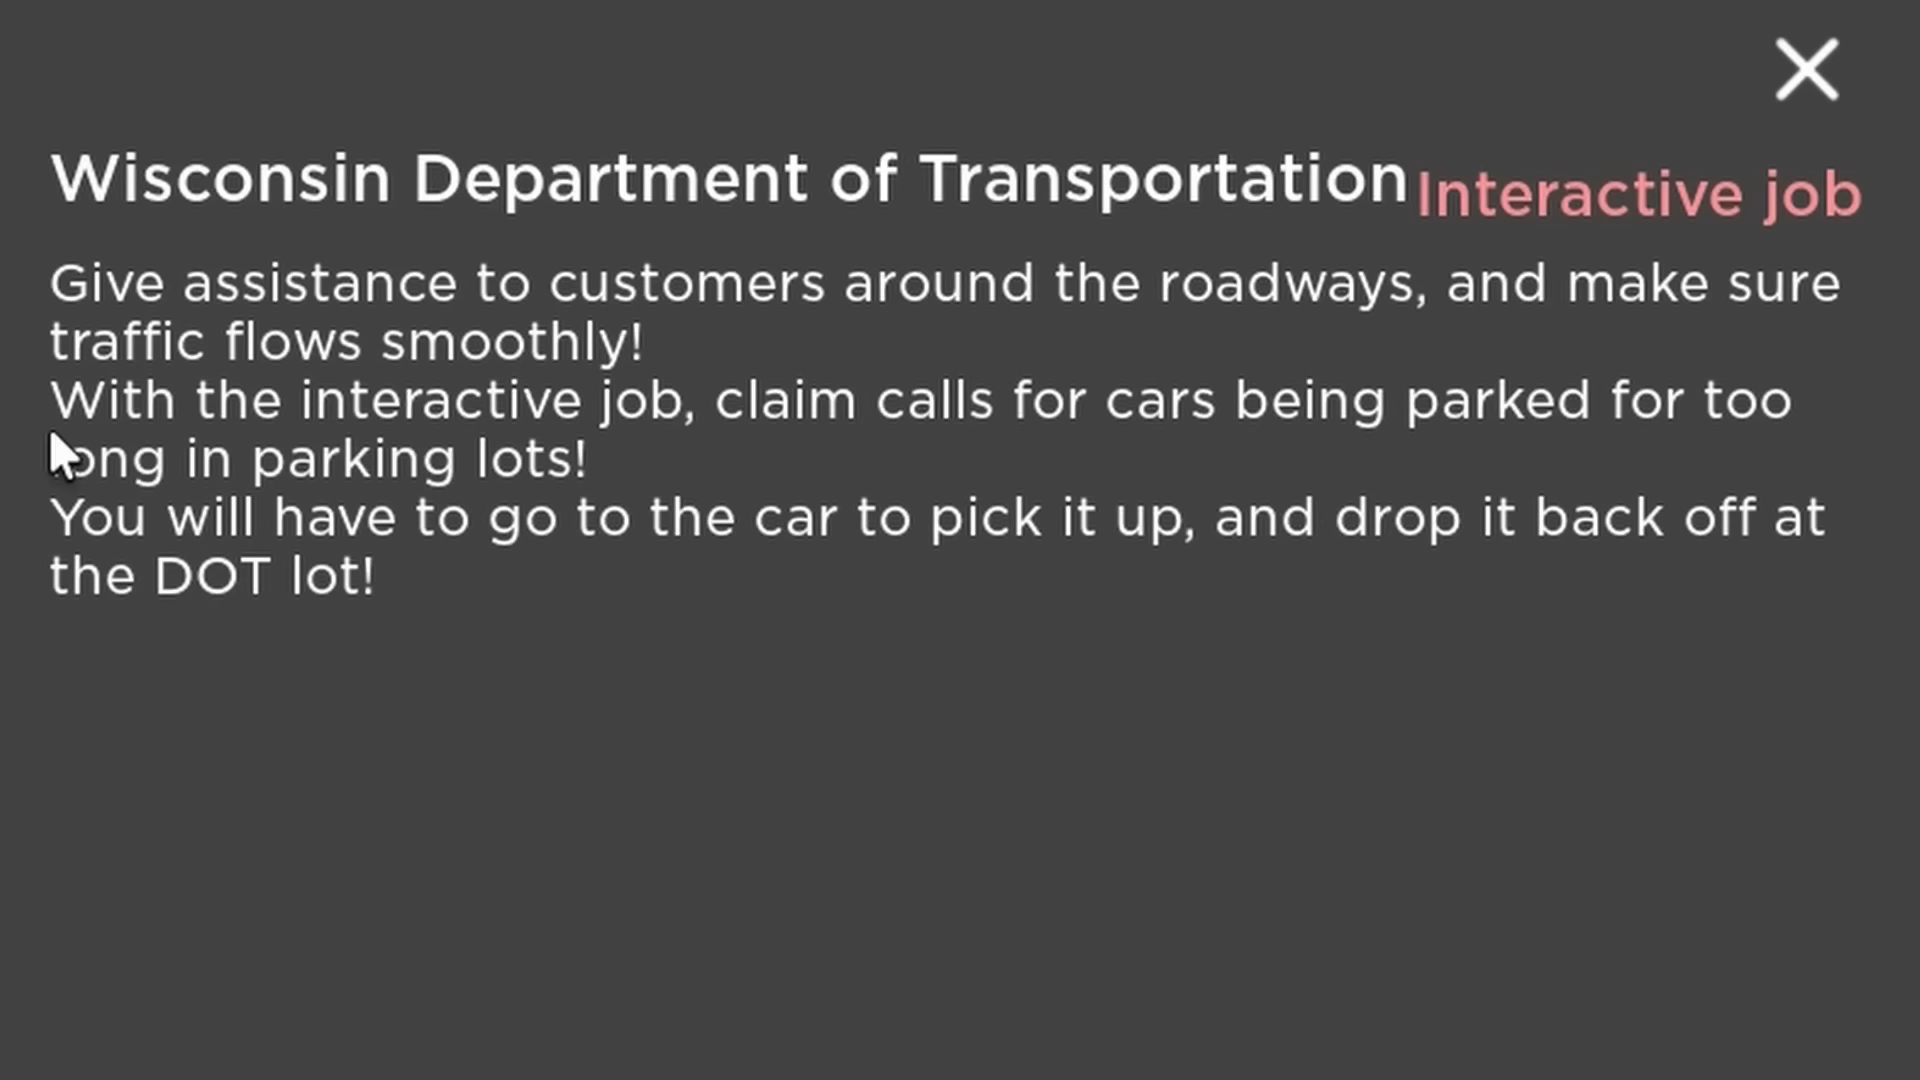 Wisconsin Department of Transportation Interactive job
Give assistance to customers around the roadways, and make sure
traffic flows smoothly!
With the interactive job, claim calls for cars being parked for too
long in parking lots!
You will have to go to the car to pick it up, and drop it back off at
the DOT lot!